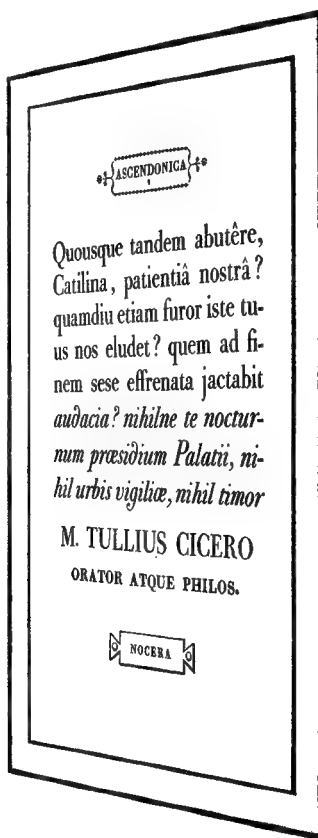 ASCENDONICA
Quousque tandem abutêre,
Catilina, patientiâ nostrâ?
quamdiu etiam furor iste tu-
us nos eludet? quem ad fi-
nem sese effrenata jactabit
audacia? nihilne te noctur-
num præsidium Palatii, ni-
hil urbis vigiliæ, nihil timor
M. TULLIUS CICERO
ORATOR ATQUE PHILOS.
NOCERA